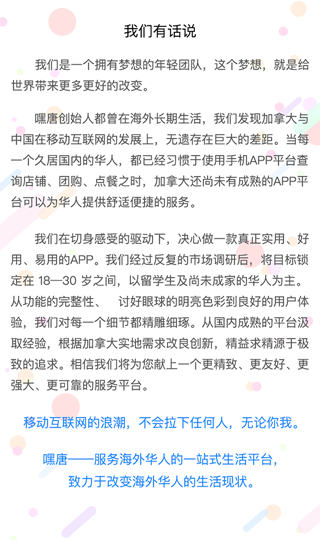 我们有话说
我们是一个拥有梦想的年轻团队，这个梦想，就是给
世界带来更多更好的改变。
嘿唐创始人都曾在海外长期生活，我们发现加拿大与
中国在移动互联网的发展上，无遗存在巨大的差距。当每
一个久居国内的华人，都已经习惯于使用手机APP平台查
询店铺、团购、点餐之时，加拿大还尚未有成熟的APP平
台可以为华人提供舒适便捷的服务。
我们在切身感受的驱动下，决心做一款真正实用、好
用、易用的APP。我们经过反复的市场调研后，将目标锁
定在 18—30 岁之间，以留学生及尚未成家的华人为主。
从功能的完整性、 讨好眼球的明亮色彩到良好的用户体
验，我们对每一个细节都精雕细琢。从国内成熟的平台汲
取经验，根据加拿大实地需求改良创新，精益求精源于极
致的追求。相信我们将为您献上一个更精致、更友好、更
强大、更可靠的服务平台。
移动互联网的浪潮，不会拉下任何人，无论你我。
嘿唐——服务海外华人的一站式生活平台，
致力于改变海外华人的生活现状。